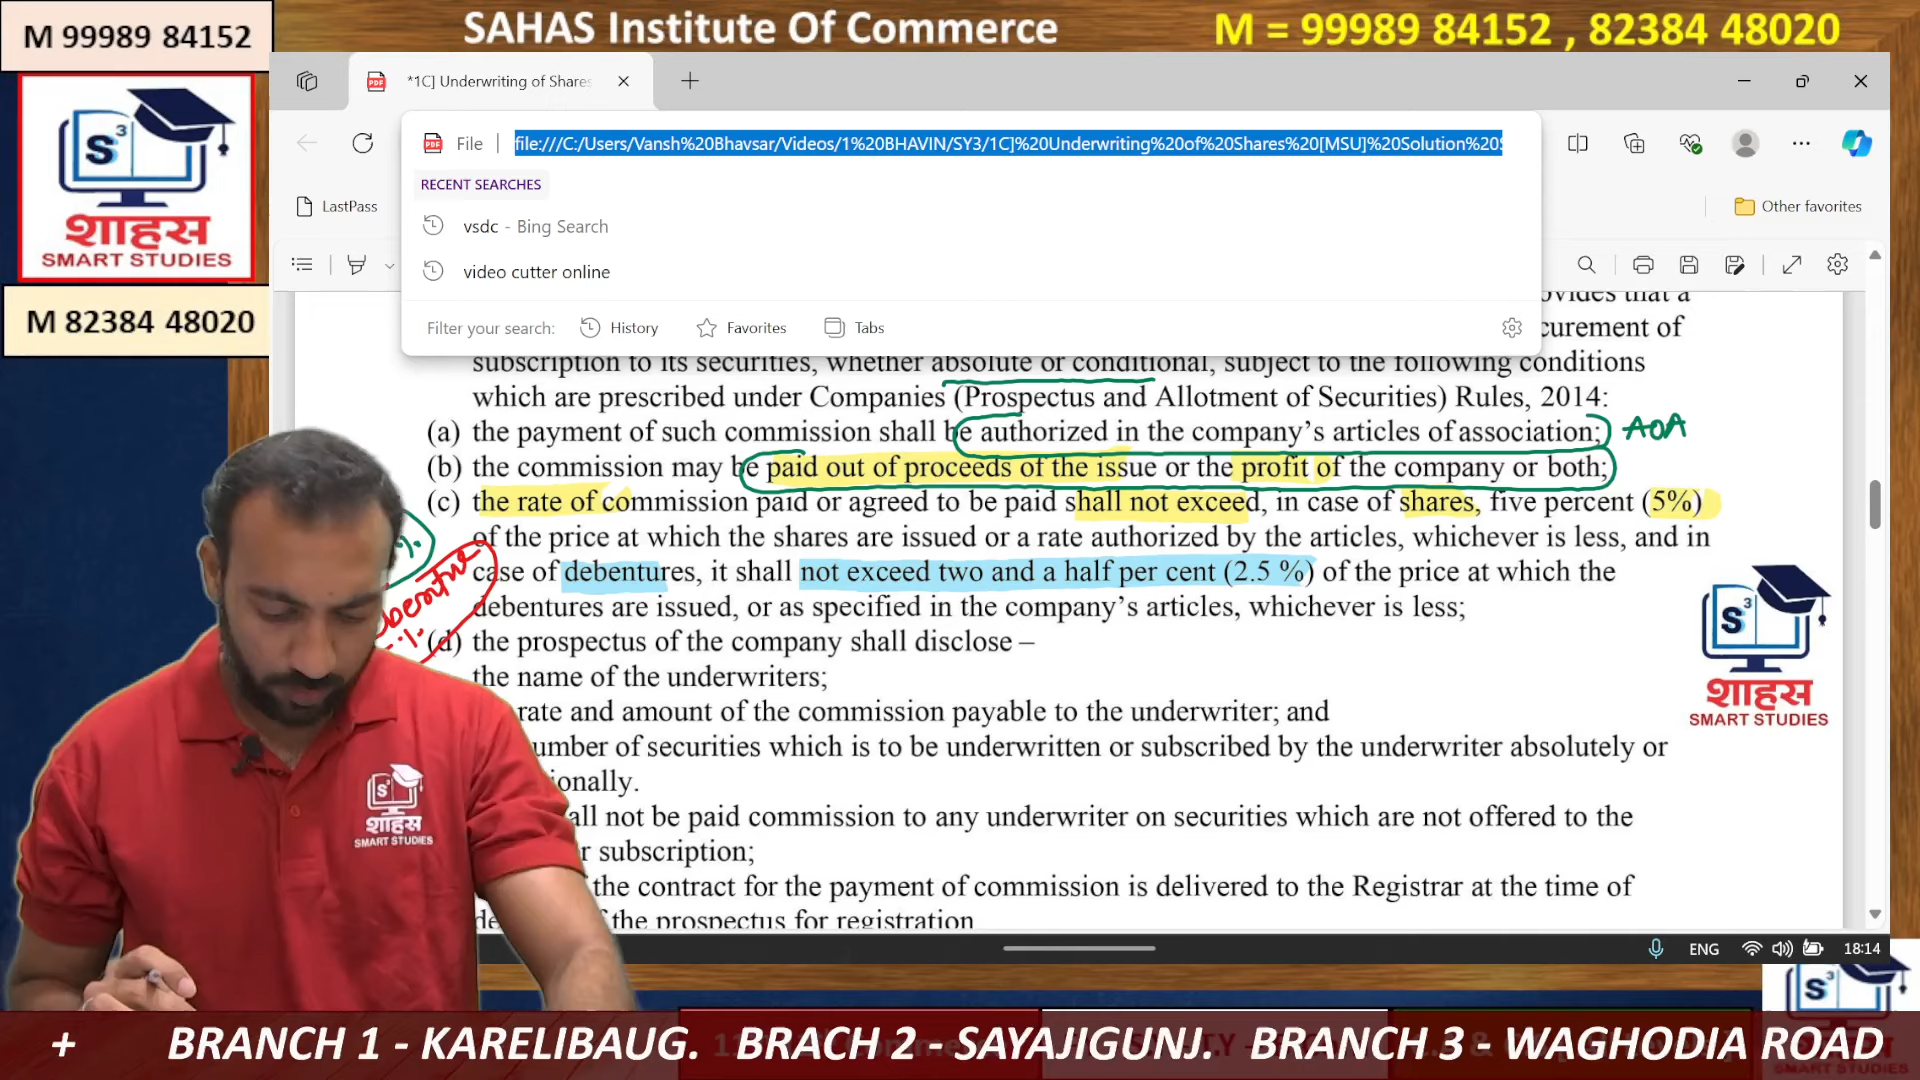 M 99989 84152
SAHAS Institute Of Commerce
M = 99989 84152 , 82384 48020
S3
शाहस
SMART STUDIES
M 82384 48020
*1C] Underwriting of Shares
File
file:///C:/Users/Vansh%20Bhavsar/Videos/1%20BHAVIN/SY3/1C]%20Underwriting%20of%20Shares%20[MSU]%20Solution%20S
RECENT SEARCHES
LastPass
vsdc - Bing Search
Other favorites
video cutter online
Filter your search: History Favorites Tabs
ovides that a
curement of
subscription to its securities, whether absolute or conditional, subject to the following conditions
which are prescribed under Companies (Prospectus and Allotment of Securities) Rules, 2014:
(a) the payment of such commission shall be authorized in the company's articles of association; AOA
(b) the commission may be paid out of proceeds of the issue or the profit of the company or both;
(c) the rate of commission paid or agreed to be paid shall not exceed, in case of shares, five percent (5%)
of the price at which the shares are issued or a rate authorized by the articles, whichever is less, and in
case of debentures, it shall not exceed two and a half per cent (2.5 %) of the price at which the
debentures are issued, or as specified in the company's articles, whichever is less;
(d) the prospectus of the company shall disclose –
the name of the underwriters;
rate and amount of the commission payable to the underwriter; and
umber of securities which is to be underwritten or subscribed by the underwriter absolutely or
ionally.
all not be paid commission to any underwriter on securities which are not offered to the
r subscription;
the contract for the payment of commission is delivered to the Registrar at the time of
de
f the prospectus for registration
S3
शाहस
SMART STUDIES
S3
शाहस
SMART STUDIES
ENG
18:14
S3
+ BRANCH 1 - KARELIBAUG. BRACH 2 - SAYAJIGUNJ. BRANCH 3 - WAGHODIA ROAD